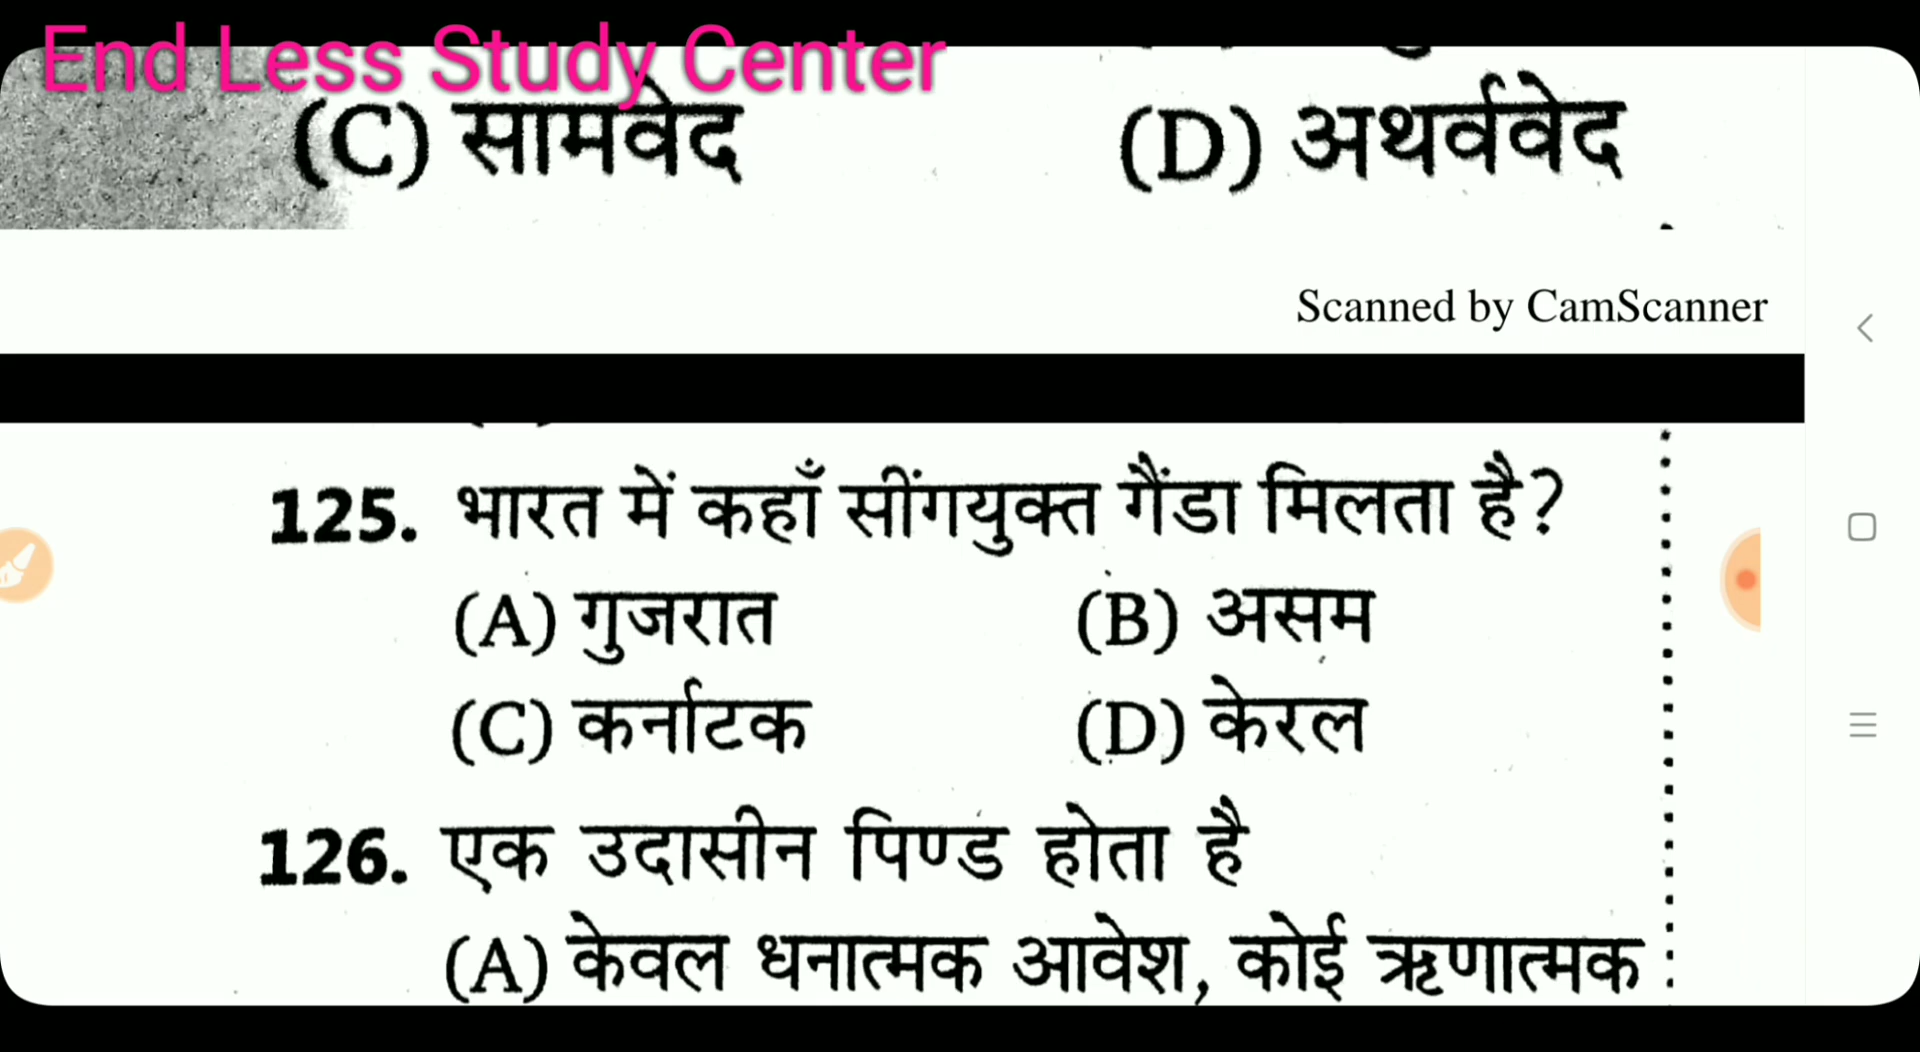 End Less Study Center
(C) सामवेद (D) अथर्ववेद
Scanned by CamScanner
125. भारत में कहाँ सींगयुक्त गैंडा मिलता है?
(A) गुजरात (B) असम
(C) कर्नाटक (D) केरल
126. एक उदासीन पिण्ड होता है
(A) केवल धनात्मक आवेश, कोई ऋणात्मक